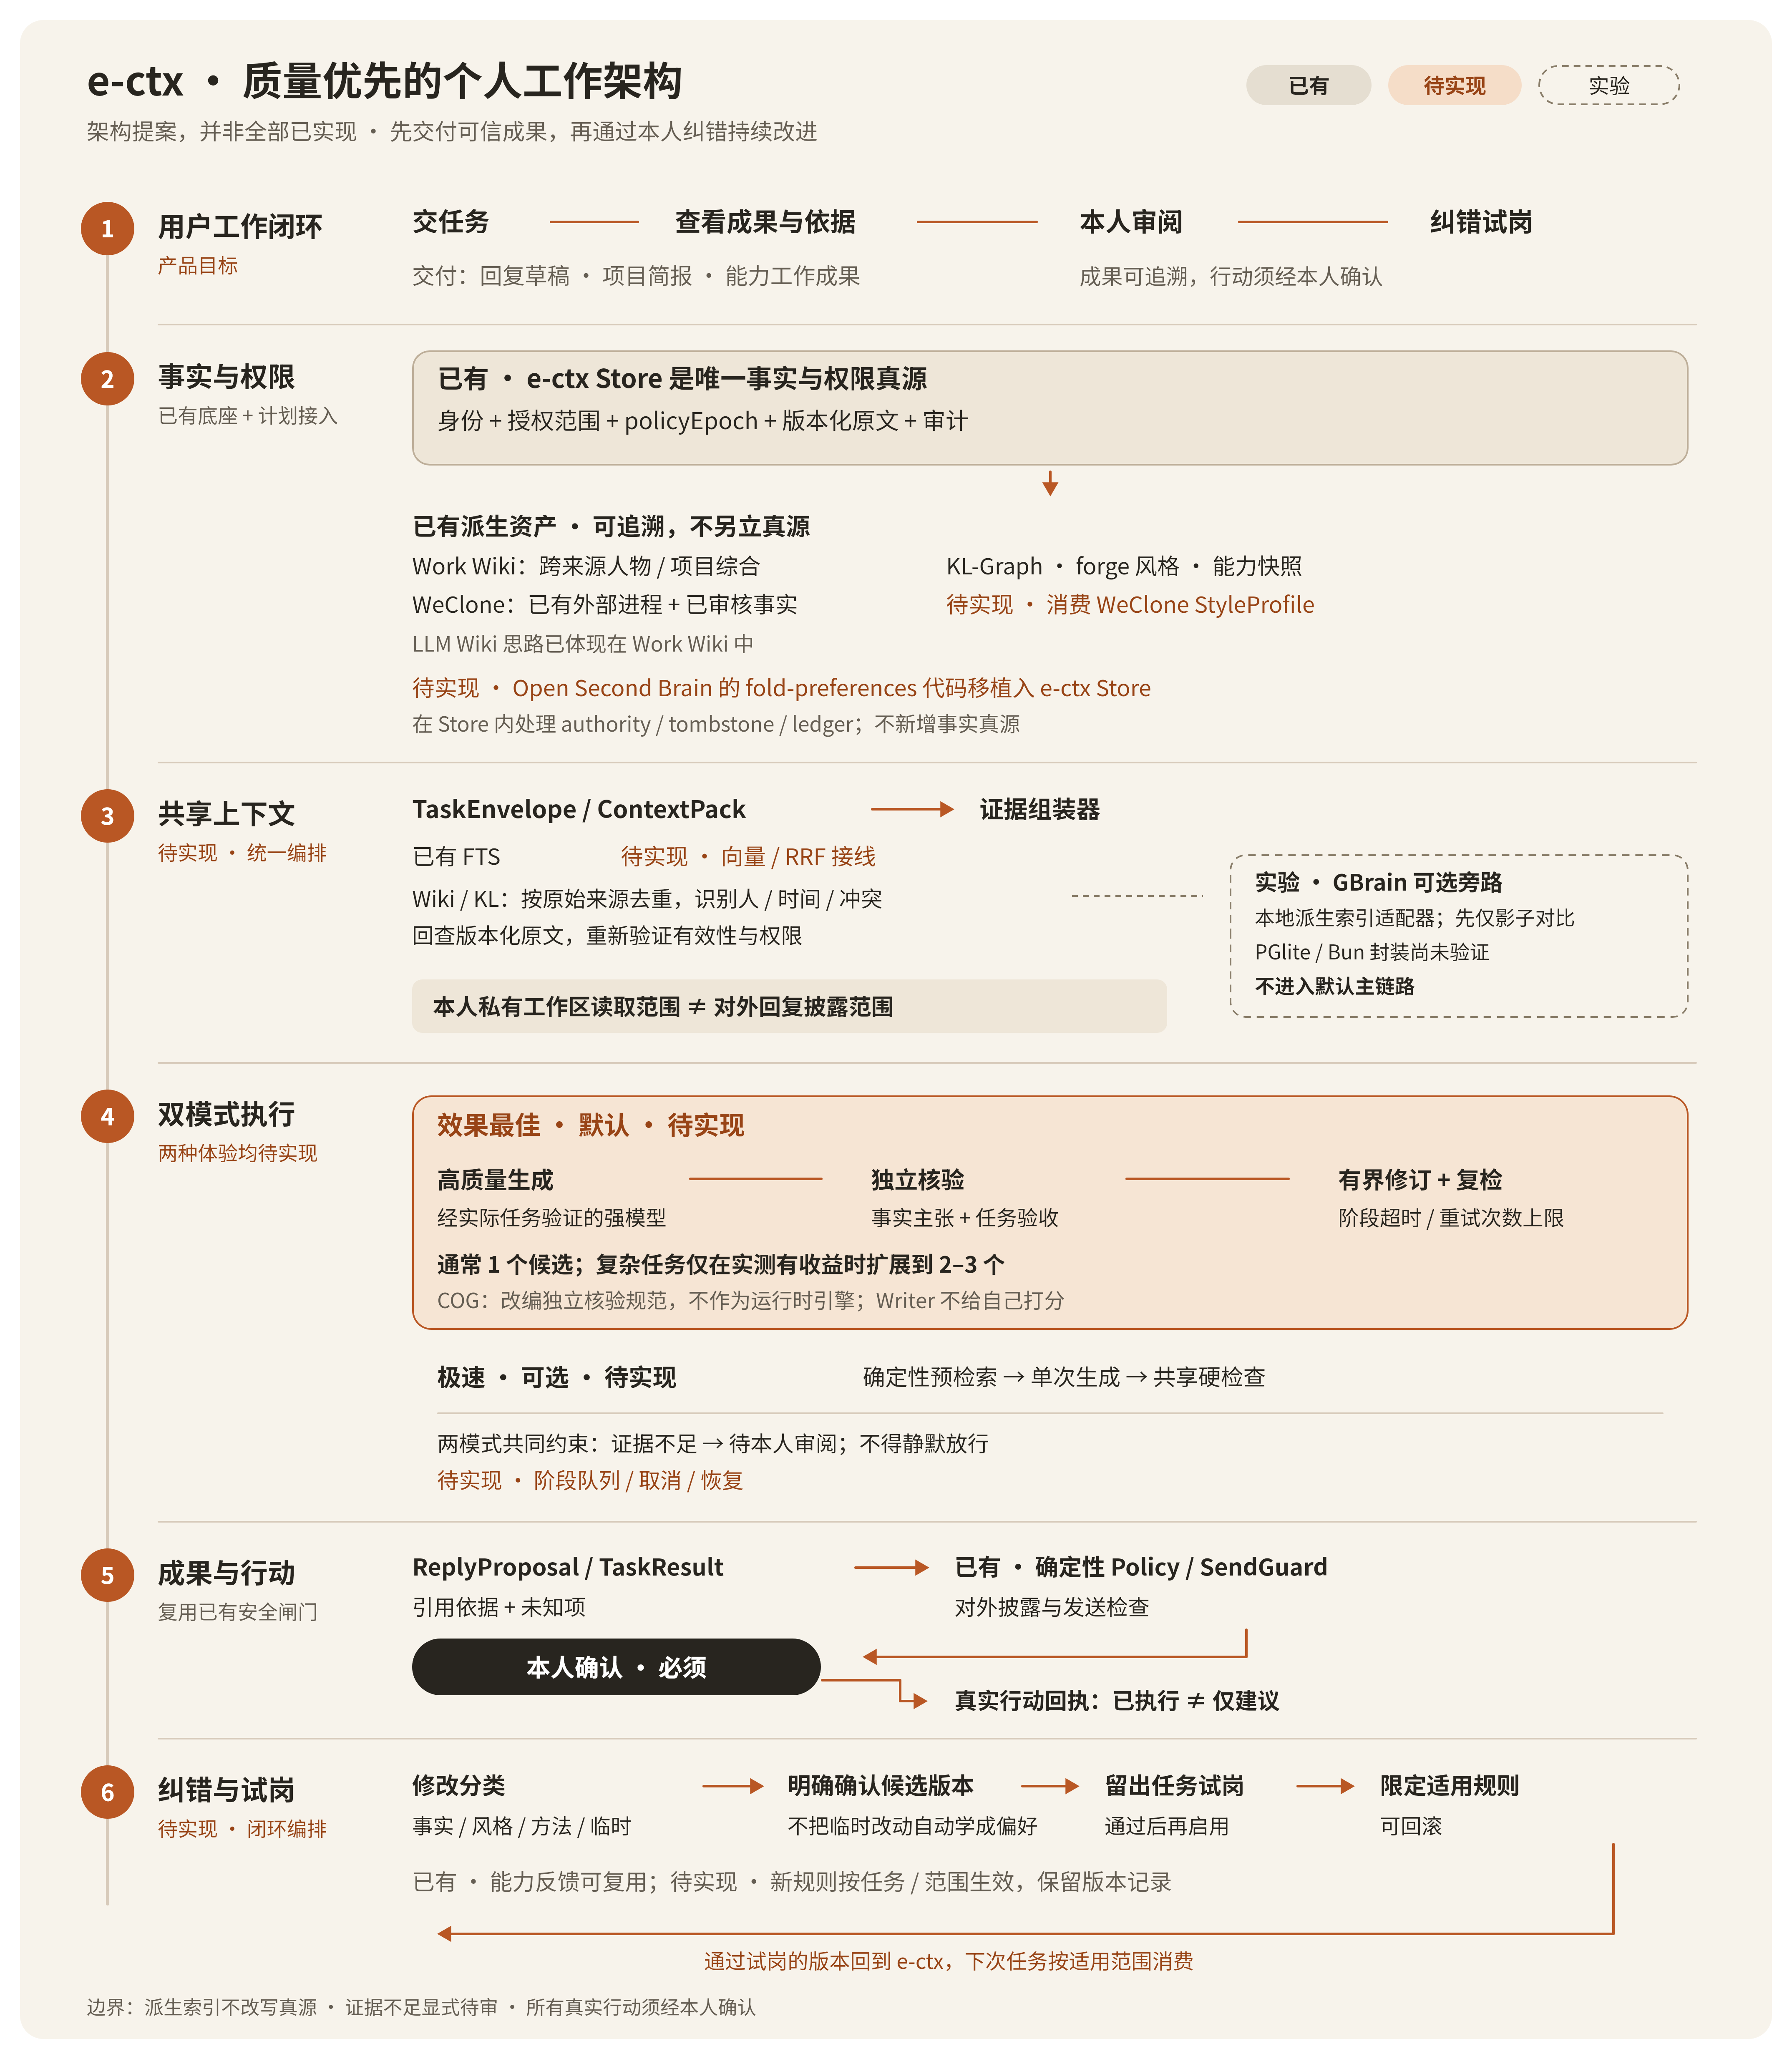 e-ctx · 质量优先的个人工作架构
已有
待实现
实验
架构提案，并非全部已实现 · 先交付可信成果，再通过本人纠错持续改进
1
用户工作闭环
产品目标
交任务
查看成果与依据
本人审阅
纠错试岗
交付：回复草稿 · 项目简报 · 能力工作成果
成果可追溯，行动须经本人确认
2
事实与权限
已有底座 + 计划接入
已有 · e-ctx Store 是唯一事实与权限真源
身份 + 授权范围 + policyEpoch + 版本化原文 + 审计
已有派生资产 · 可追溯，不另立真源
Work Wiki：跨来源人物 / 项目综合
KL-Graph · forge 风格 · 能力快照
WeClone：已有外部进程 + 已审核事实
待实现 · 消费 WeClone StyleProfile
LLM Wiki 思路已体现在 Work Wiki 中
待实现 · Open Second Brain 的 fold-preferences 代码移植入 e-ctx Store
在 Store 内处理 authority / tombstone / ledger；不新增事实真源
3
共享上下文
待实现 · 统一编排
TaskEnvelope / ContextPack
证据组装器
已有 FTS
待实现 · 向量 / RRF 接线
Wiki / KL：按原始来源去重，识别人 / 时间 / 冲突
回查版本化原文，重新验证有效性与权限
本人私有工作区读取范围 ≠ 对外回复披露范围
实验 · GBrain 可选旁路
本地派生索引适配器；先仅影子对比
PGlite / Bun 封装尚未验证
不进入默认主链路
4
双模式执行
两种体验均待实现
效果最佳 · 默认 · 待实现
高质量生成
独立核验
有界修订 + 复检
经实际任务验证的强模型
事实主张 + 任务验收
阶段超时 / 重试次数上限
通常 1 个候选；复杂任务仅在实测有收益时扩展到 2–3 个
COG：改编独立核验规范，不作为运行时引擎；Writer 不给自己打分
极速 · 可选 · 待实现
确定性预检索 → 单次生成 → 共享硬检查
两模式共同约束：证据不足 → 待本人审阅；不得静默放行
待实现 · 阶段队列 / 取消 / 恢复
5
成果与行动
复用已有安全闸门
ReplyProposal / TaskResult
已有 · 确定性 Policy / SendGuard
引用依据 + 未知项
对外披露与发送检查
本人确认 · 必须
真实行动回执：已执行 ≠ 仅建议
6
纠错与试岗
待实现 · 闭环编排
修改分类
明确确认候选版本
留出任务试岗
限定适用规则
事实 / 风格 / 方法 / 临时
不把临时改动自动学成偏好
通过后再启用
可回滚
已有 · 能力反馈可复用；待实现 · 新规则按任务 / 范围生效，保留版本记录
通过试岗的版本回到 e-ctx，下次任务按适用范围消费
边界：派生索引不改写真源 · 证据不足显式待审 · 所有真实行动须经本人确认